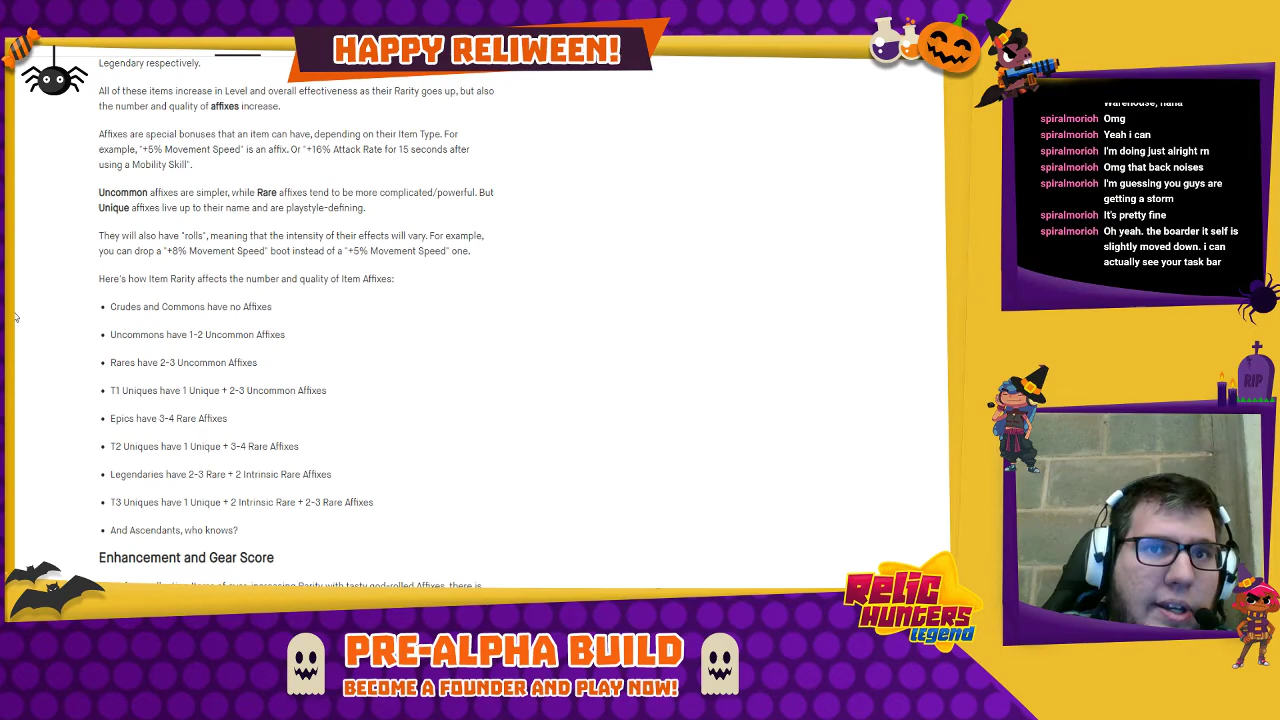 HAPPY RELIWEEN!
Legendary respectively.
All of these items increase in Level and overall effectiveness as their Rarity goes up, but also
the number and quality of affixes increase.
Affixes are special bonuses that an item can have, depending on their Item Type. For
example, "+5% Movement Speed" is an affix. Or "+16% Attack Rate for 15 seconds after
using a Mobility Skill".
Uncommon affixes are simpler, while Rare affixes tend to be more complicated/powerful. But
Unique affixes live up to their name and are playstyle-defining.
They will also have "rolls", meaning that the intensity of their effects will vary. For example,
you can drop a "+8% Movement Speed" boot instead of a "+5% Movement Speed" one.
Here's how Item Rarity affects the number and quality of Item Affixes:
• Crudes and Commons have no Affixes
• Uncommons have 1-2 Uncommon Affixes
• Rares have 2-3 Uncommon Affixes
• T1 Uniques have 1 Unique + 2-3 Uncommon Affixes
• Epics have 3-4 Rare Affixes
• T2 Uniques have 1 Unique + 3-4 Rare Affixes
• Legendaries have 2-3 Rare + 2 Intrinsic Rare Affixes
• T3 Uniques have 1 Unique + 2 Intrinsic Rare + 2-3 Rare Affixes
• And Ascendants, who knows?
Enhancement and Gear Score
Warehouse, haha
spiralmorioh Omg
spiralmorioh Yeah i can
spiralmorioh I'm doing just alright rn
spiralmorioh Omg that back noises
spiralmorioh I'm guessing you guys are
getting a storm
spiralmorioh It's pretty fine
spiralmorioh Oh yeah. the boarder it self is
slightly moved down. i can
actually see your task bar
RIP
RELIC
HUNTERS
LEGEND
PRE-ALPHA BUILD
BECOME A FOUNDER AND PLAY NOW!